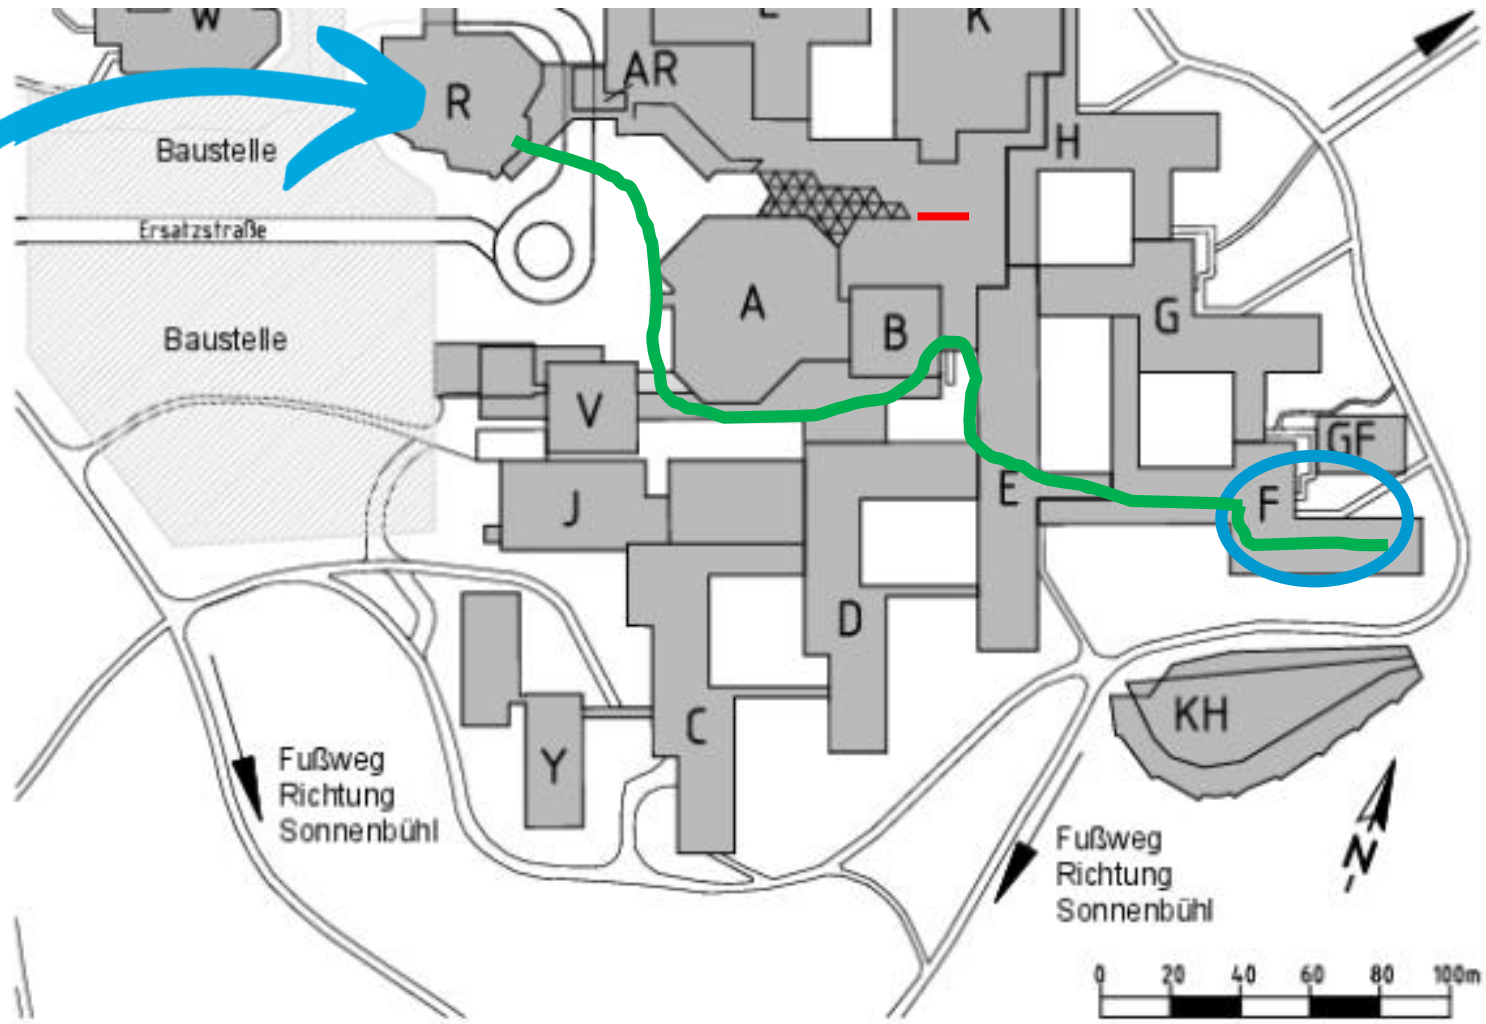 W
L
K
AR
R
H
Baustelle
Ersatzstraße
A
G
B
Baustelle
V
GF
J
E
F
D
KH
C
Y
Fußweg
Richtung
Sonnenbühl
Fußweg
Richtung
Sonnenbühl
N
0 20 40 60 80 100m